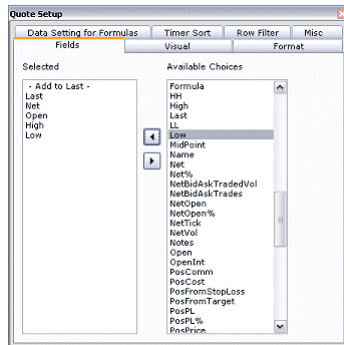 Quote Setup
Data Setting for Formulas Timer Sort Row Filter Misc
Fields Visual Format
Selected
- Add to Last -
Last
Net
Open
High
Low
Available Choices
Formula
HH
High
Last
LL
Low
MidPoint
Name
Net
Net%
NetBidAskTradedVol
NetBidAskTrades
NetOpen
NetOpen%
NetTick
NetVol
Notes
Open
OpenInt
PosComm
PosCost
PosFromStopLoss
PosFromTarget
PosPL
PosPL%
PosPrice